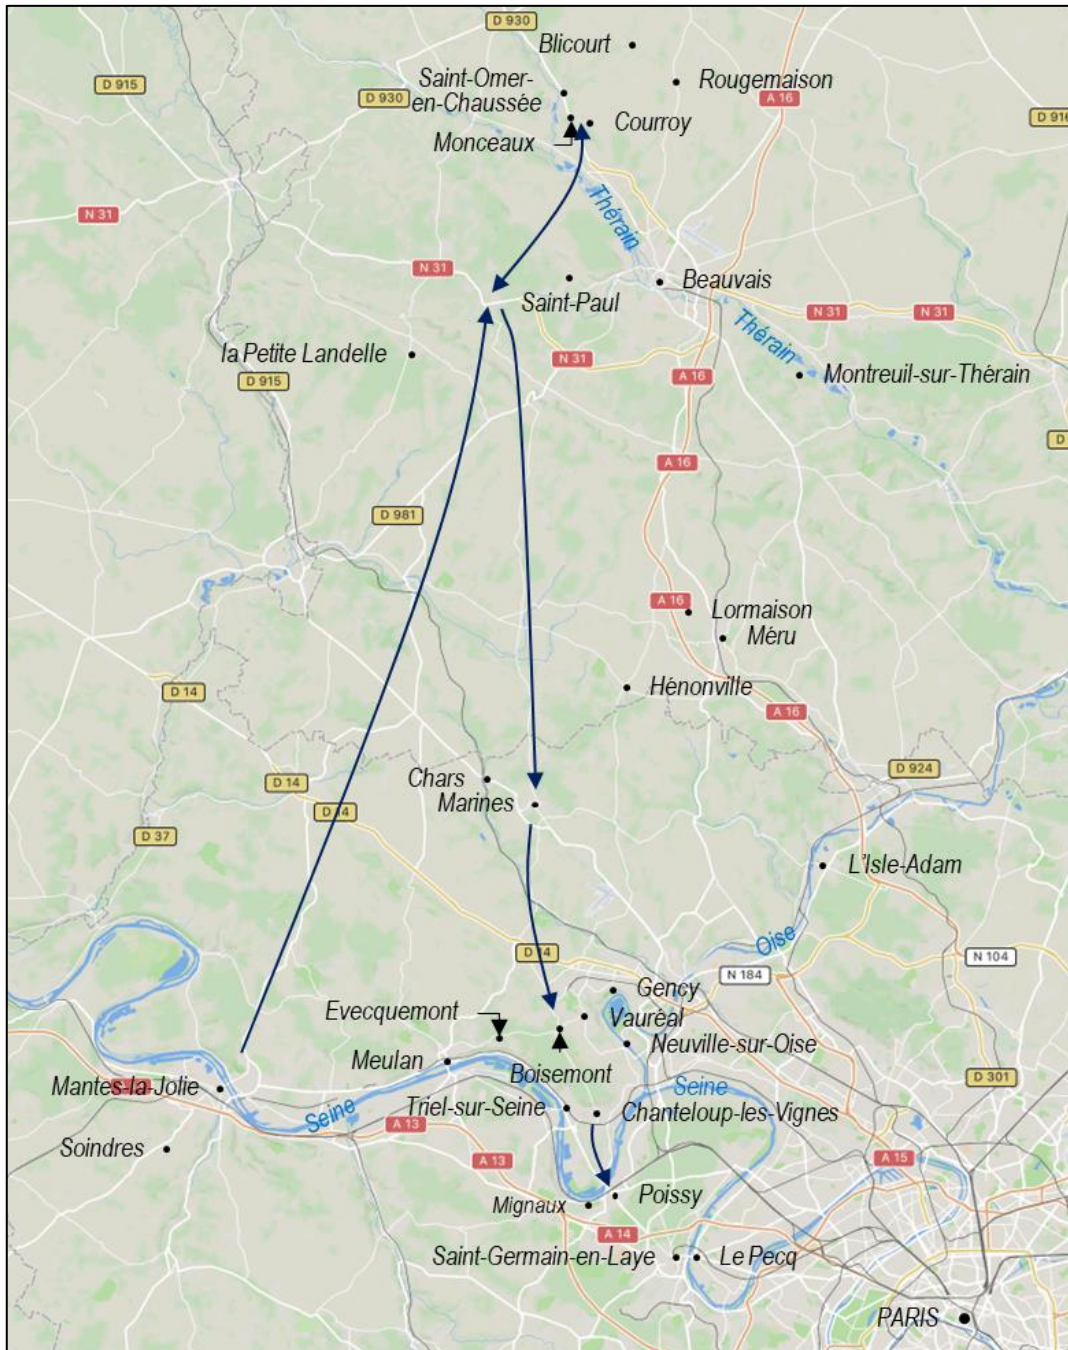 D 930
Blicourt
D 915
Saint-Omer-
en-Chaussée
Rougemaison
D 930
A 16
Courroy
D 916
Monceaux
N 31
Thérain
N 31
Beauvais
Saint-Paul
N 31
N 31
Thérain
la Petite Landelle
N 31
D 915
A 16
Montreuil-sur-Thérain
D
A 16
D 981
A 16
Lormaison
Méru
Hénonville
D 14
A 16
Chars
D 924
D 14
Marines
D 14
D 37
L'Isle-Adam
Oise
D 14
N 104
N 184
Gency
Evecquemont
Vauréal
Neuville-sur-Oise
Meulan
Boisemont
D 301
Mantes-la-Jolie
Seine
Seine
Triel-sur-Seine
Chanteloup-les-Vignes
A 13
Soindres
A 13
A 15
Poissy
Mignaux
A 14
Saint-Germain-en-Laye
Le Pecq
PARIS